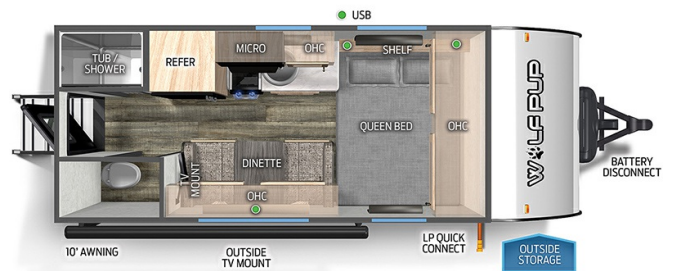 USB
TUB /
SHOWER
REFER
MICRO
OHC
SHELF
QUEEN BED
OHC
WOLF PUP
DINETTE
TV
MOUNT
OHC
BATTERY
DISCONNECT
10' AWNING
OUTSIDE
TV MOUNT
LP QUICK
CONNECT
OUTSIDE
STORAGE